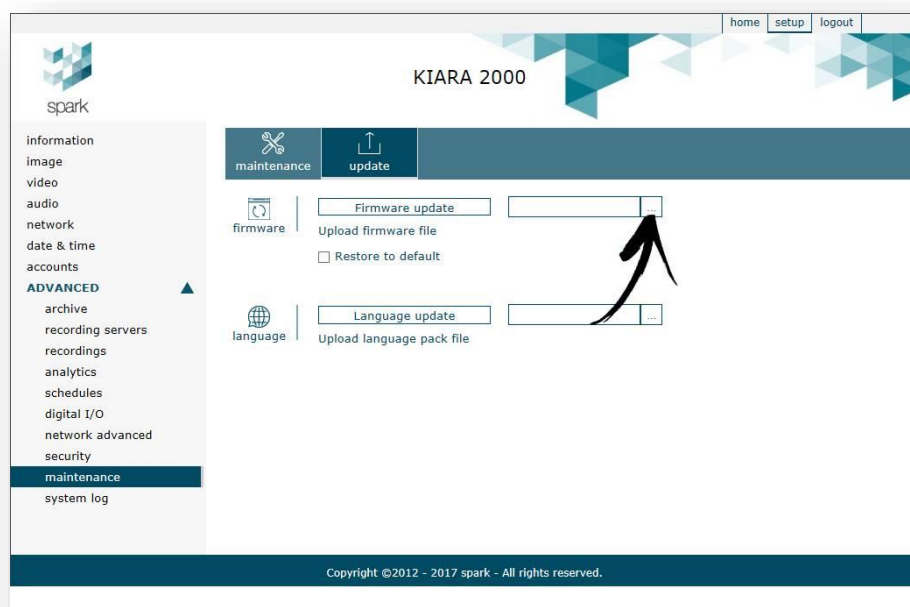 home setup logout
spark
KIARA 2000
information
image
video
audio
network
date & time
accounts
ADVANCED
archive
recording servers
recordings
analytics
schedules
digital I/O
network advanced
security
maintenance
system log
maintenance update
firmware
Firmware update ...
Upload firmware file
Restore to default
language
Language update ...
Upload language pack file
Copyright ©2012 - 2017 spark - All rights reserved.